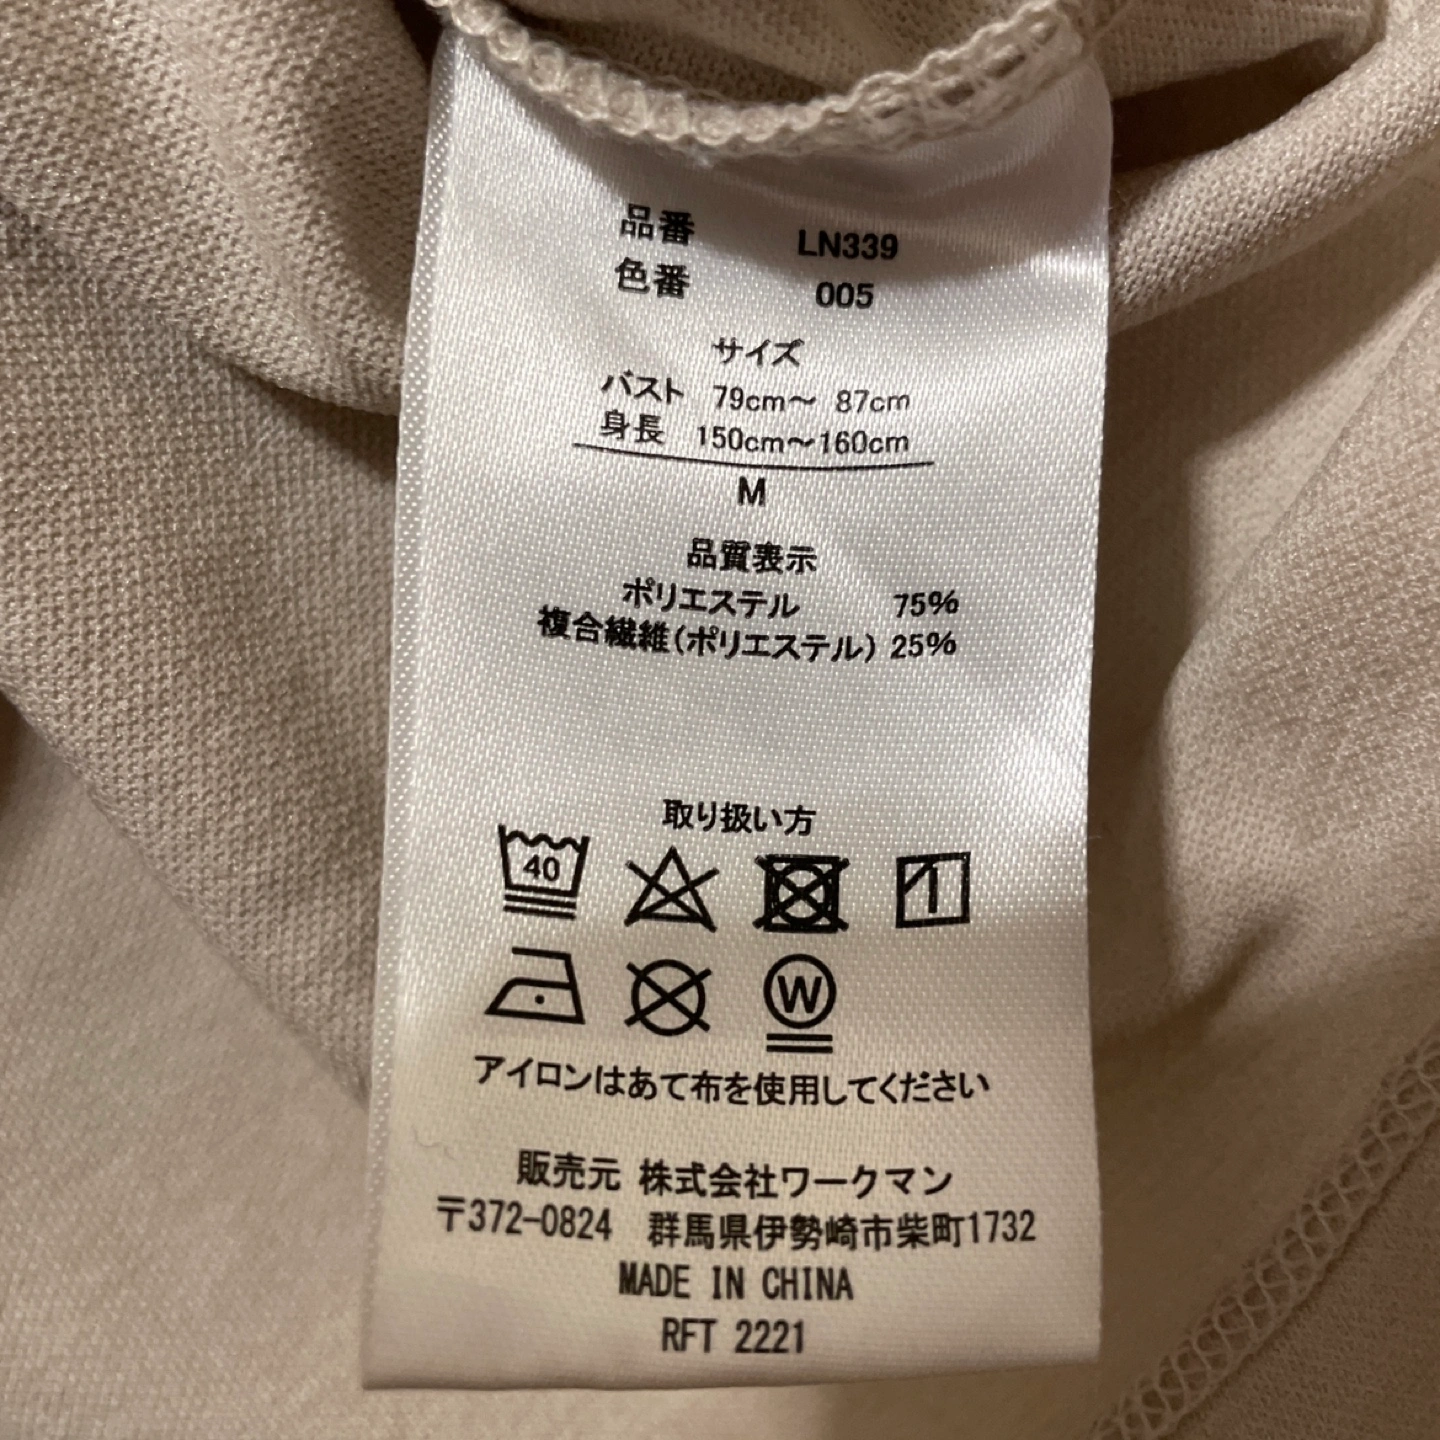 品番 LN339
色番 005
サイズ
バスト 79cm～ 87cm
身長 150cm～160cm
M
品質表示
ポリエステル 75%
複合繊維(ポリエステル) 25%
取り扱い方
40
W
アイロンはあて布を使用してください
販売元 株式会社ワークマン
〒372-0824 群馬県伊勢崎市柴町1732
MADE IN CHINA
RFT 2221